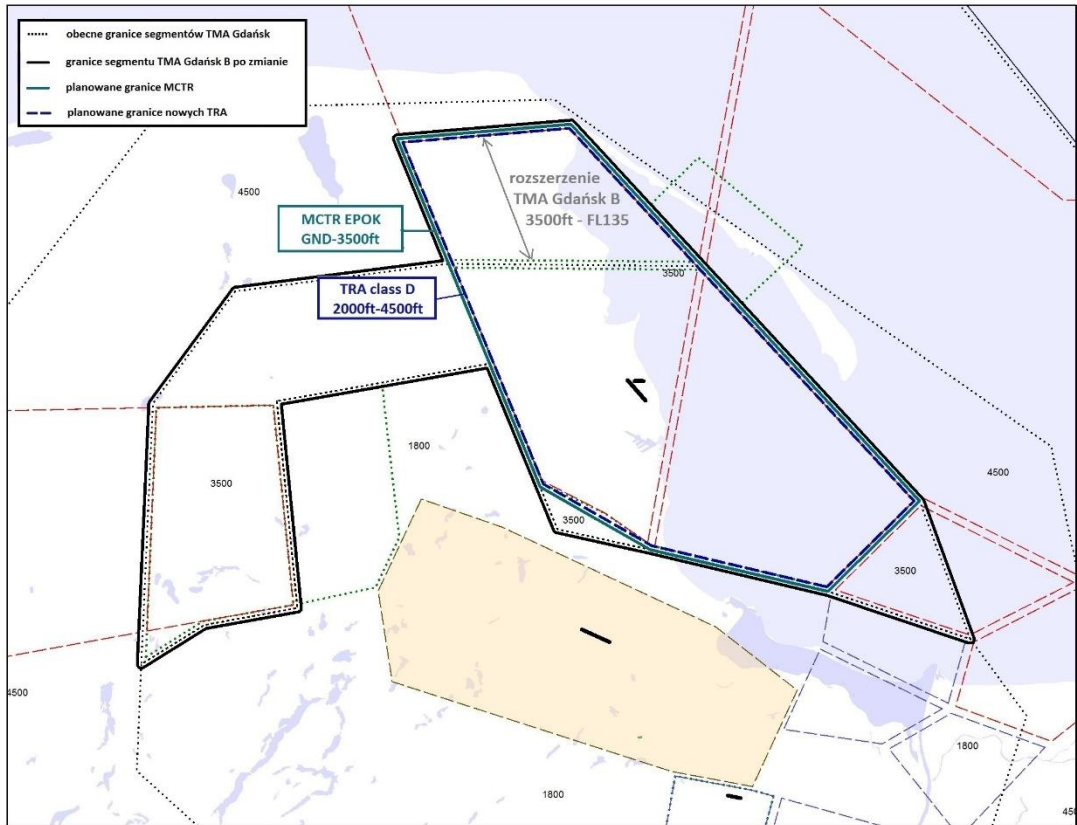 obecne granice segmentów TMA Gdańsk
granice segmentu TMA Gdańsk B po zmianie
planowane granice MCTR
planowane granice nowych TRA
4500
rozszerzenie
TMA Gdańsk B
3500ft - FL135
MCTR EPOK
GND-3500ft
3500
TRA class D
2000ft-4500ft
1800
4500
3500
3500
3500
4500
1800
1800
450